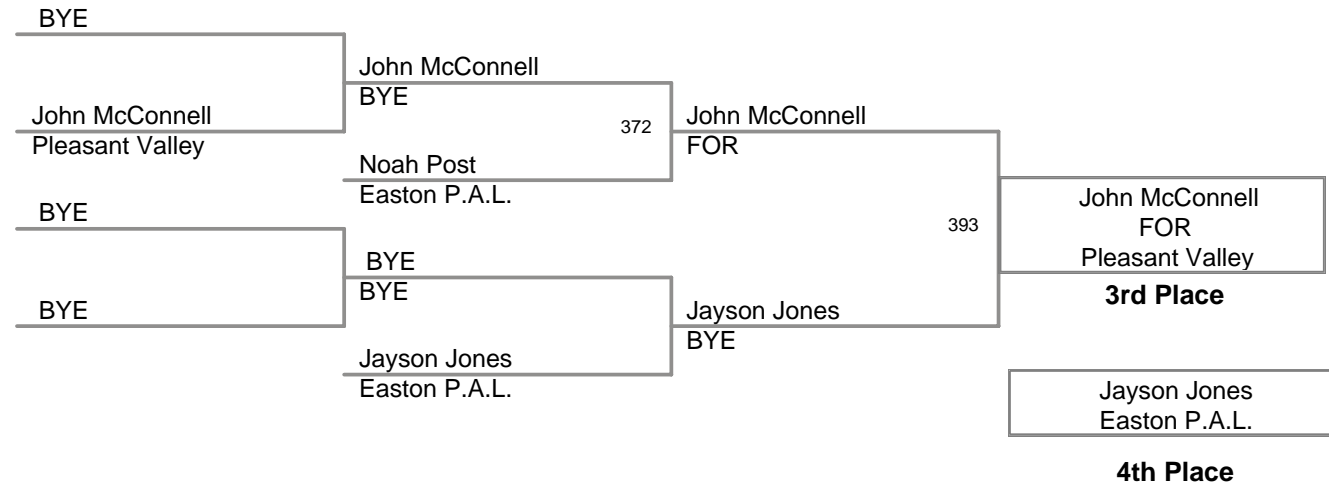 BYE
John McConnell
BYE
John McConnell
Pleasant Valley
372
John McConnell
FOR
Noah Post
Easton P.A.L.
John McConnell
FOR
Pleasant Valley
3rd Place
BYE
393
BYE
BYE
BYE
Jayson Jones
BYE
Jayson Jones
Easton P.A.L.
Jayson Jones
Easton P.A.L.
4th Place